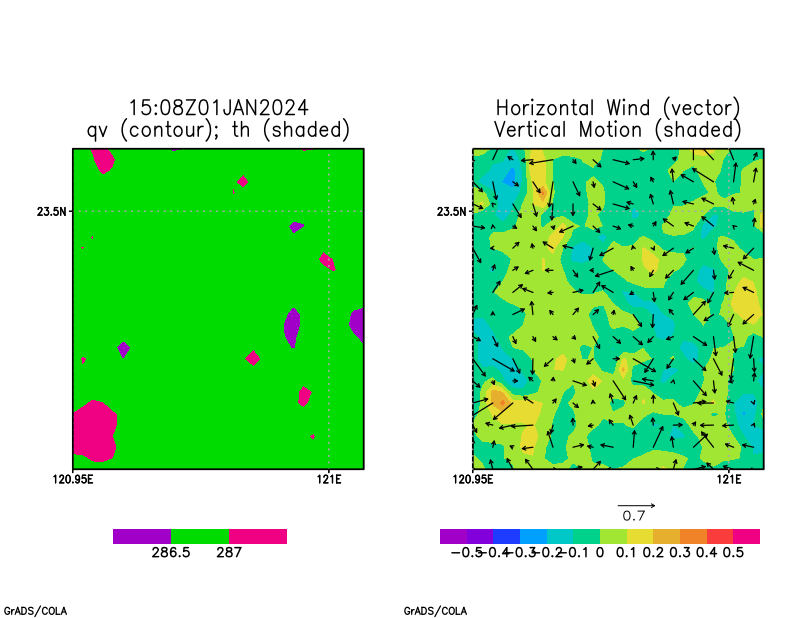 15:08Z01JAN2024
qv (contour); th (shaded)
23.5N
120.95E 121E
286.5 287
GrADS/COLA
Horizontal Wind (vector)
Vertical Motion (shaded)
23.5N
120.95E 121E
0.7
-0.5 -0.4 -0.3 -0.2 -0.1 0 0.1 0.2 0.3 0.4 0.5
GrADS/COLA